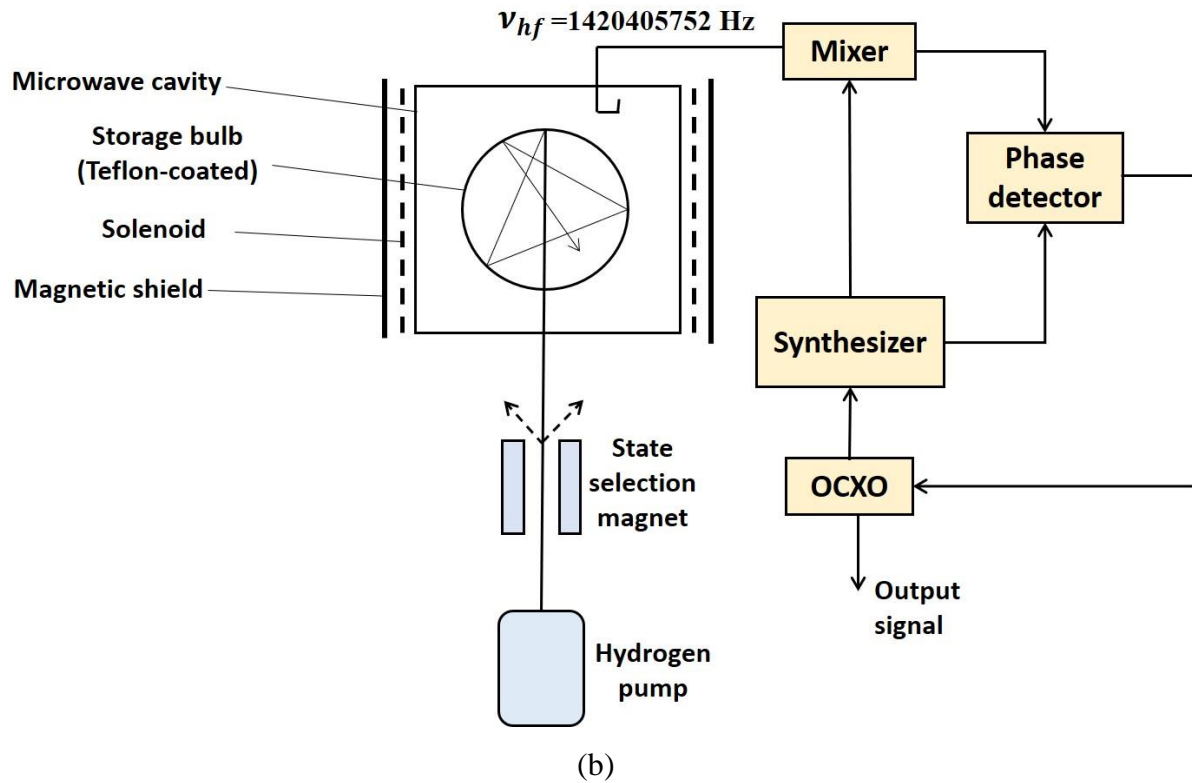 𝝂𝒉𝒇 =1420405752 Hz
Microwave cavity
Storage bulb
(Teflon-coated)
Solenoid
Magnetic shield
Mixer
Phase
detector
Synthesizer
OCXO
Output
signal
State
selection
magnet
Hydrogen
pump
(b)